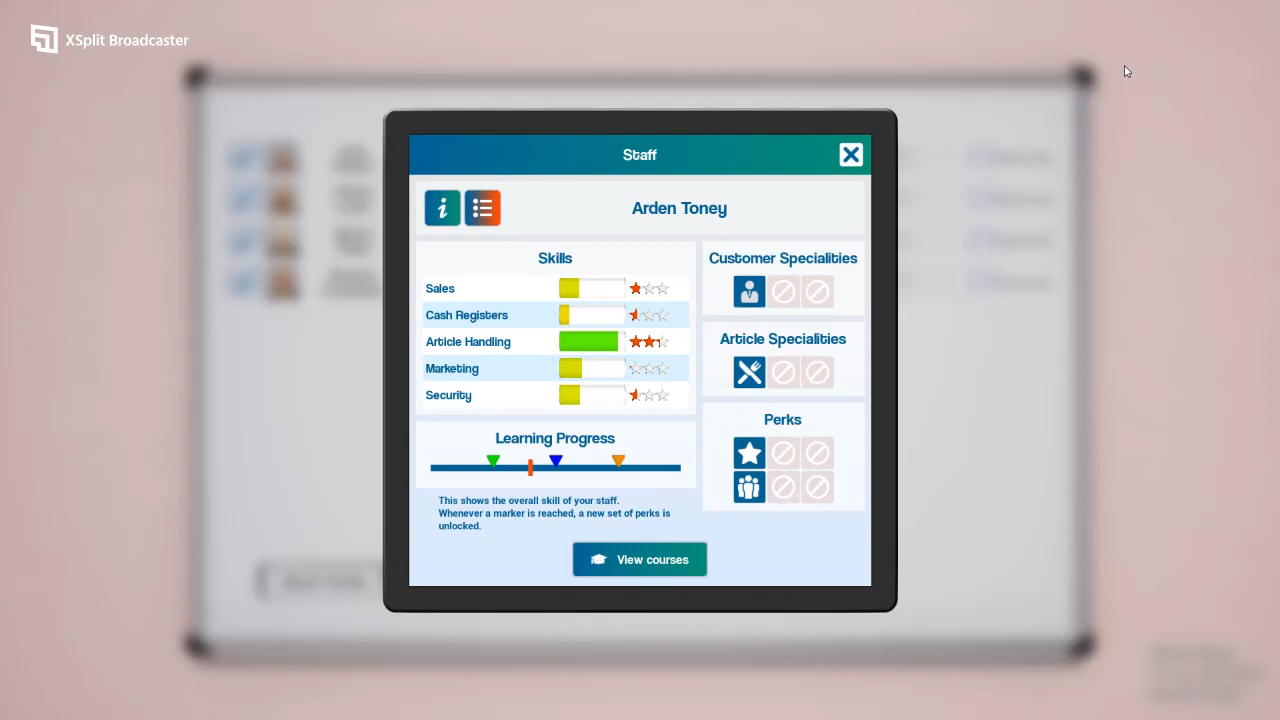 XSplit Broadcaster
Staff
Arden Toney
Skills
Sales
Cash Registers
Article Handling
Marketing
Security
Customer Specialities
Article Specialities
Perks
Learning Progress
This shows the overall skill of your staff.
Whenever a marker is reached, a new set of perks is
unlocked.
View courses